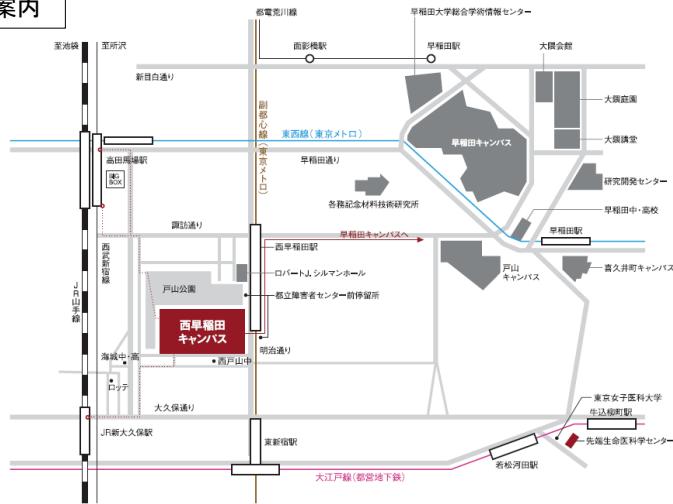 案内
都電荒川線
早稲田大学総合学術情報センター
至池袋
至所沢
面影橋駅
早稲田駅
大隈会館
新目白通り
大隈庭園
副都心線(東京メトロ)
東西線(東京メトロ)
早稲田キャンパス
大隈講堂
高田馬場駅
早稲田通り
BIG
BOX
研究開発センター
各務記念材料技術研究所
早稲田中・高校
諏訪通り
早稲田キャンパスへ
早稲田駅
西武新宿線
西早稲田駅
JR山手線
ロバートJ.シルマンホール
戸山
キャンパス
喜久井町キャンパス
戸山公園
都立障害者センター前停留所
西早稲田
キャンパス
明治通り
海城中・高
西戸山中
ロッテ
大久保通り
東京女子医科大学
牛込柳町駅
JR新大久保駅
東新宿駅
先端生命医科学センター
若松河田駅
大江戸線(都営地下鉄)